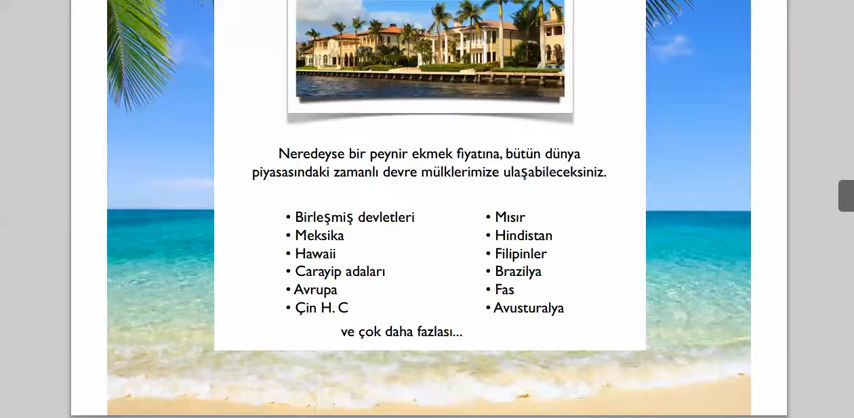 Neredeyse bir peynir ekmek fiyatına, bütün dünya
piyasasındaki zamanlı devre mülklerimize ulaşabileceksiniz.
• Birleşmiş devletleri
• Meksika
• Hawaii
• Carayip adaları
• Avrupa
• Çin H. C
• Mısır
• Hindistan
• Filipinler
• Brazilya
• Fas
• Avusturalya
ve çok daha fazlası...